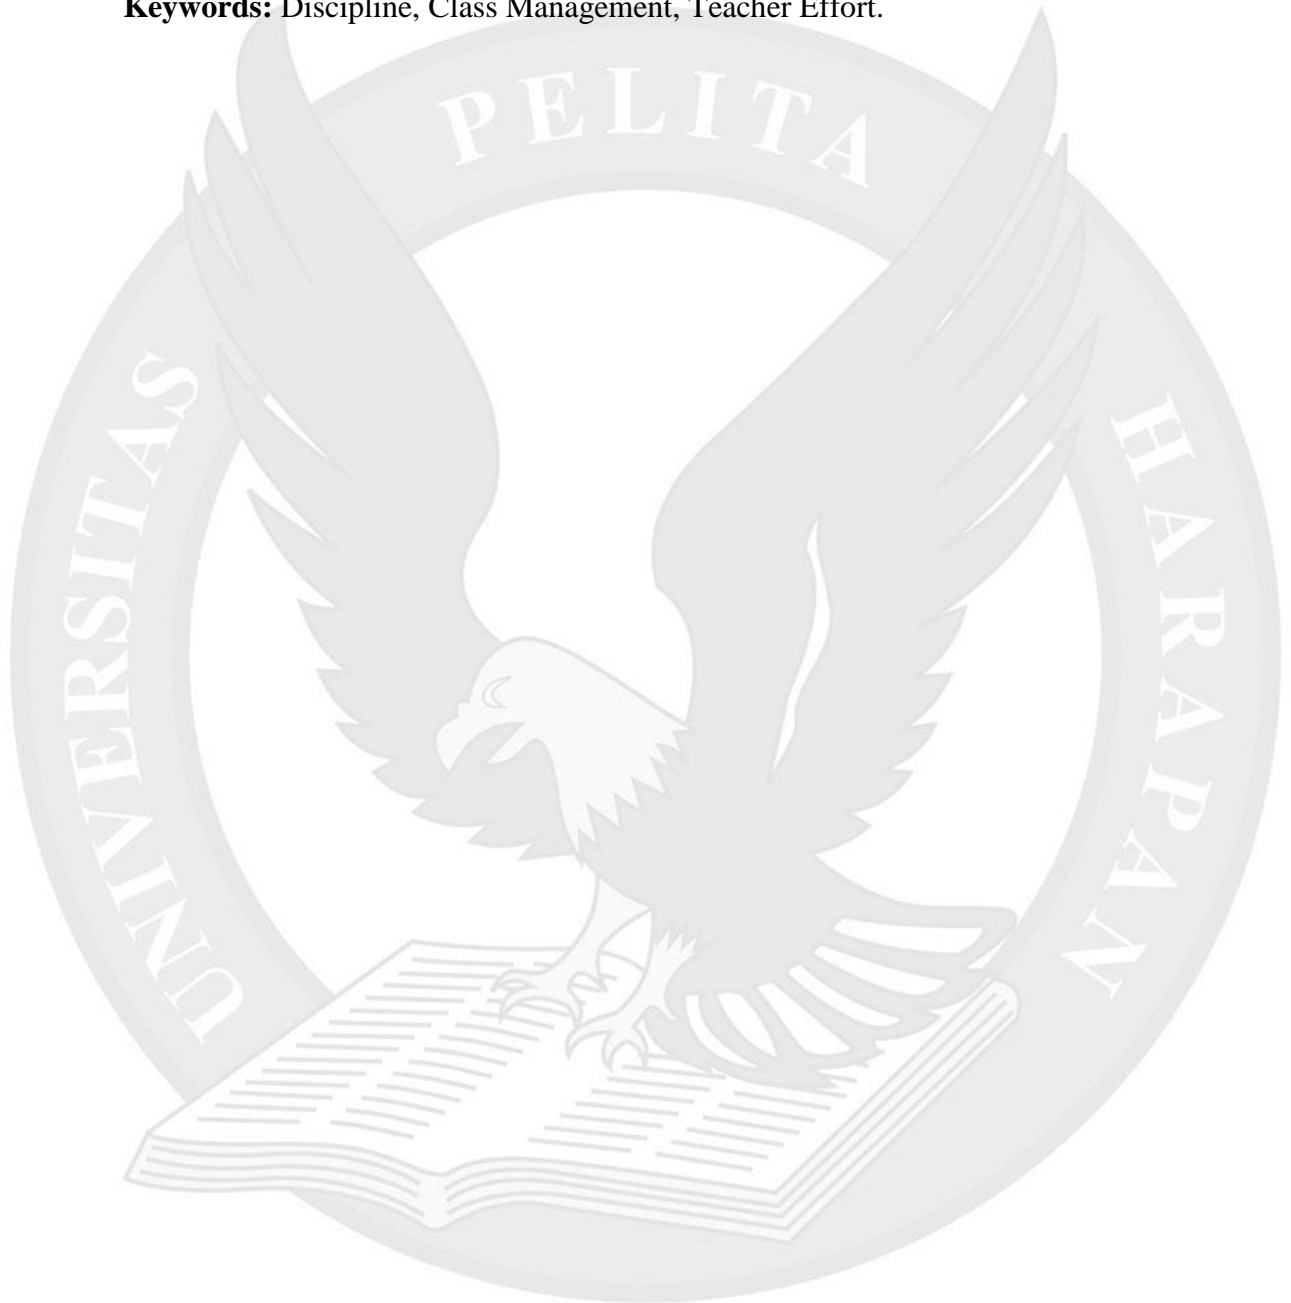 Keywords: Discipline, Class Management, Teacher Effort.
UNIVERSITAS PELITA HARAPAN